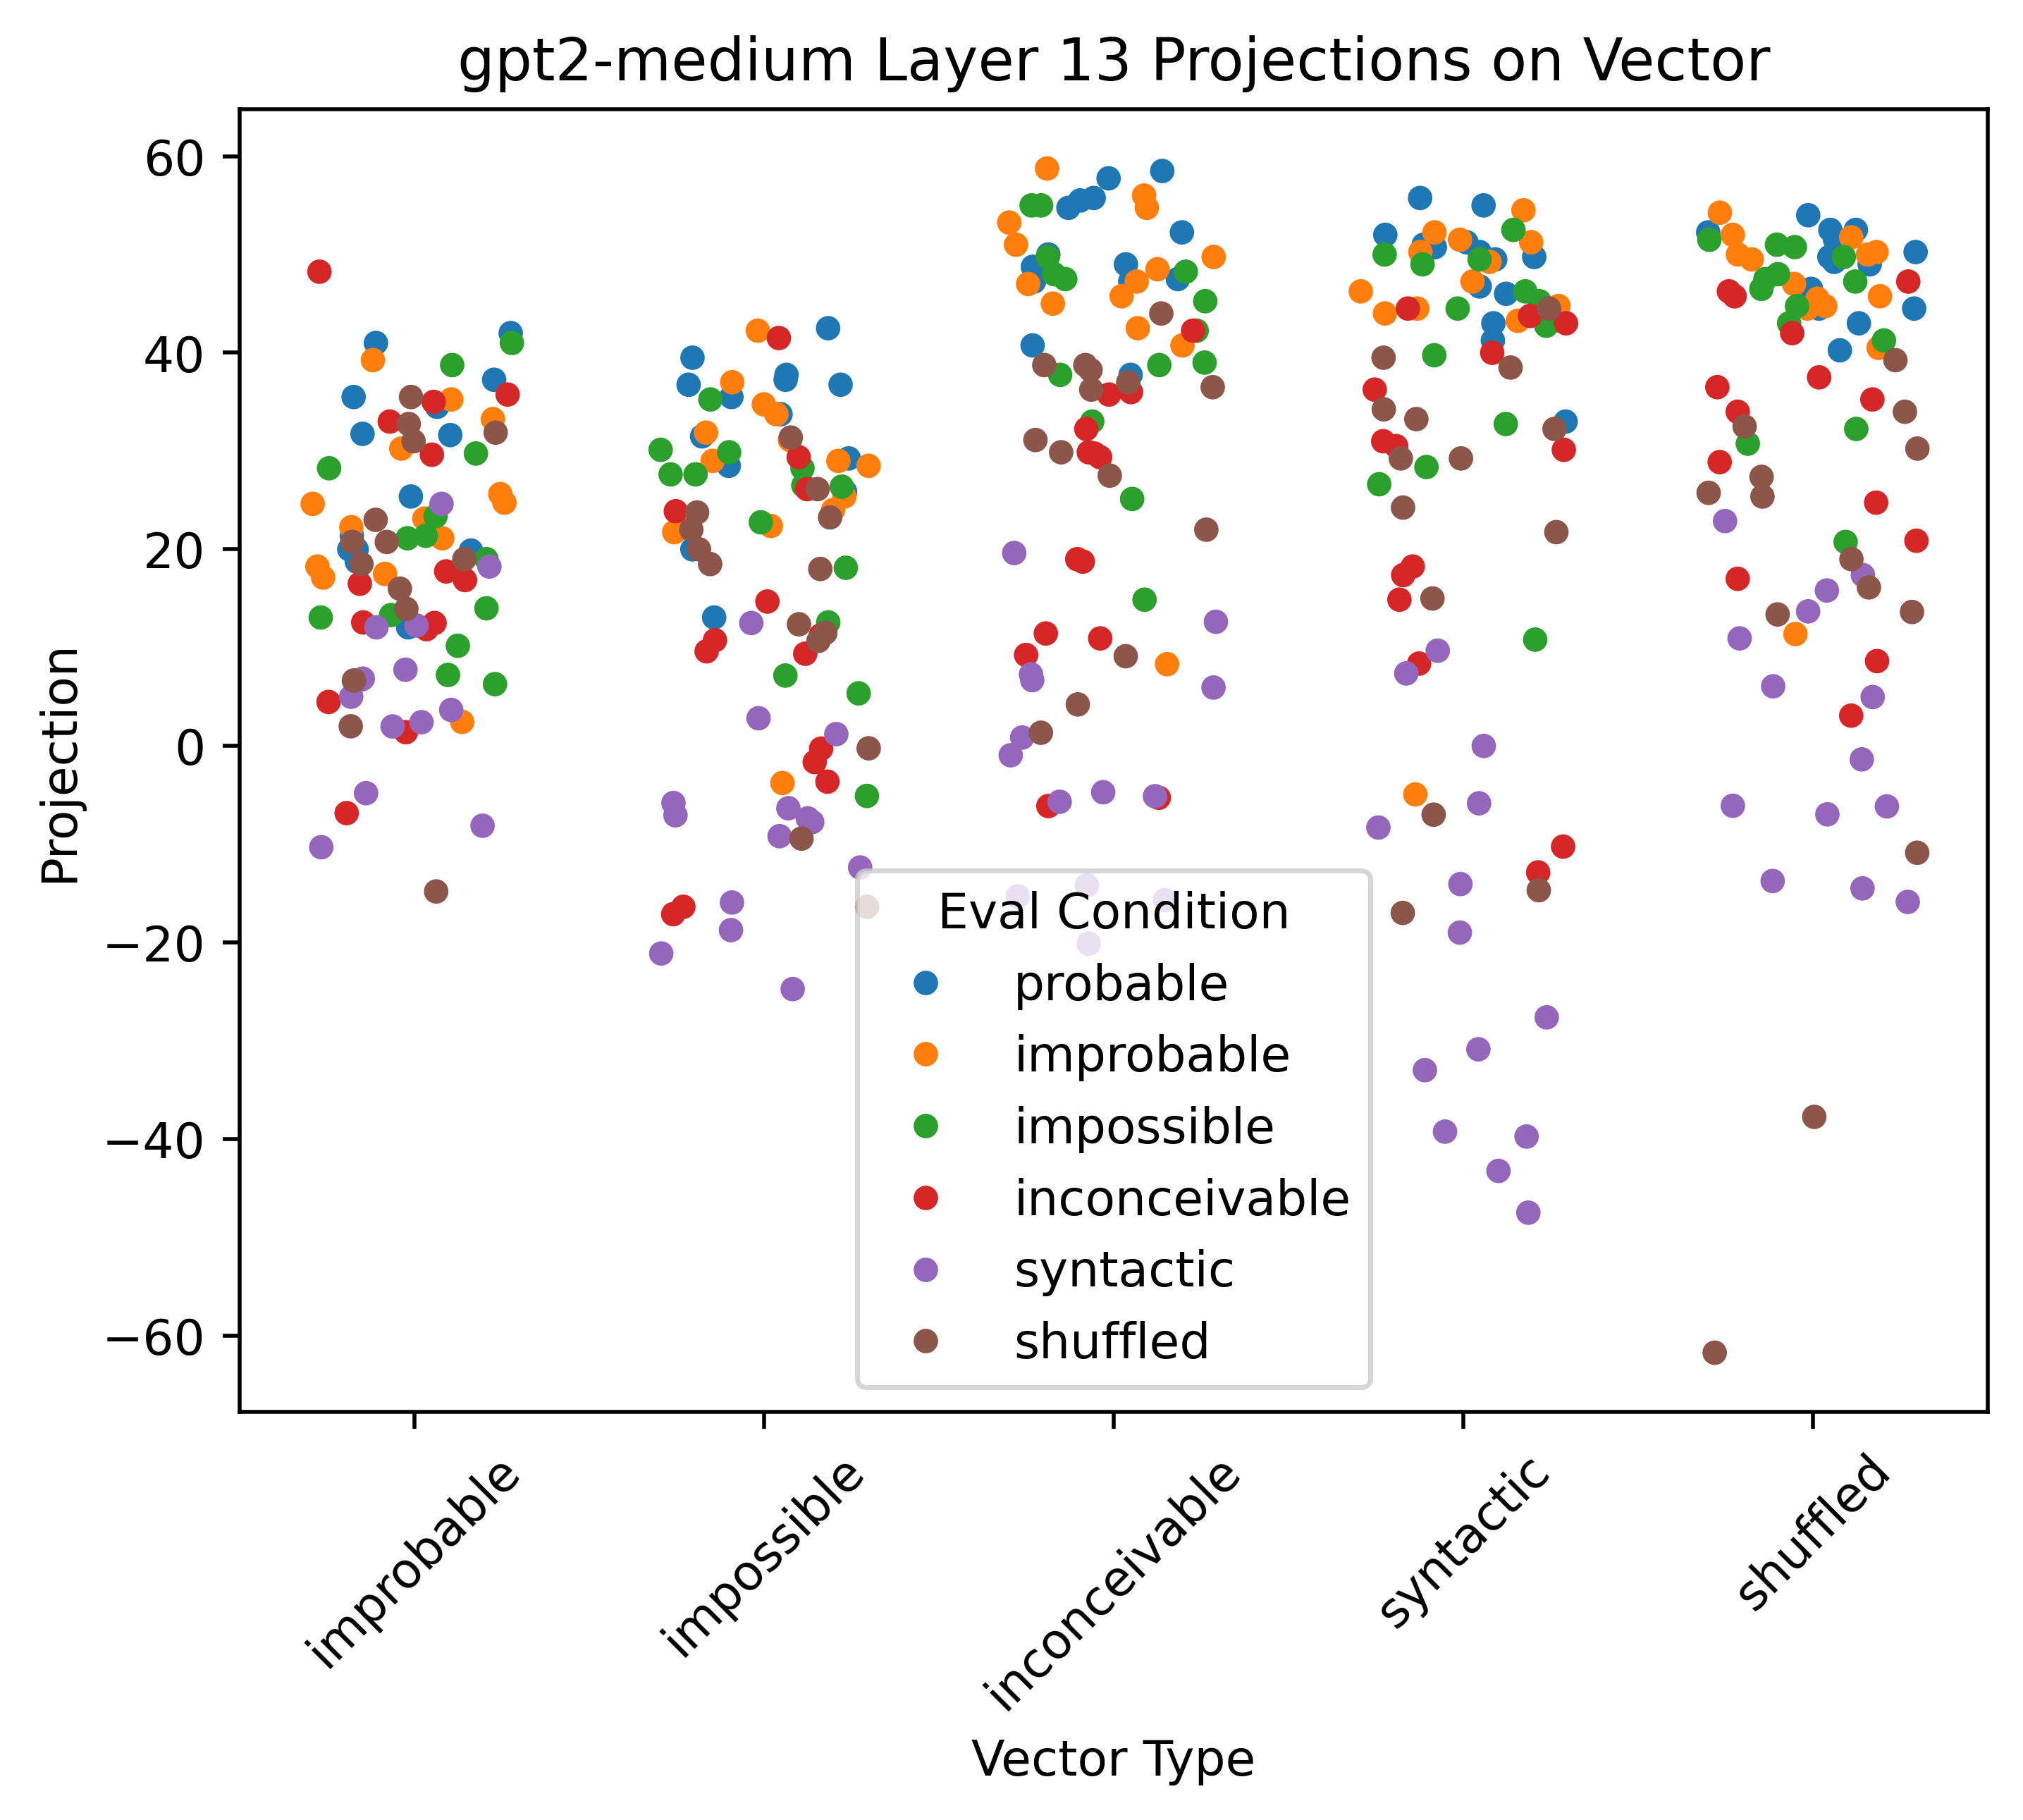 gpt2-medium Layer 13 Projections on Vector
Projection
60
40
20
0
−20
−40
−60
Eval Condition
probable
improbable
impossible
inconceivable
syntactic
shuffled
improbable
impossible
inconceivable
syntactic
shuffled
Vector Type